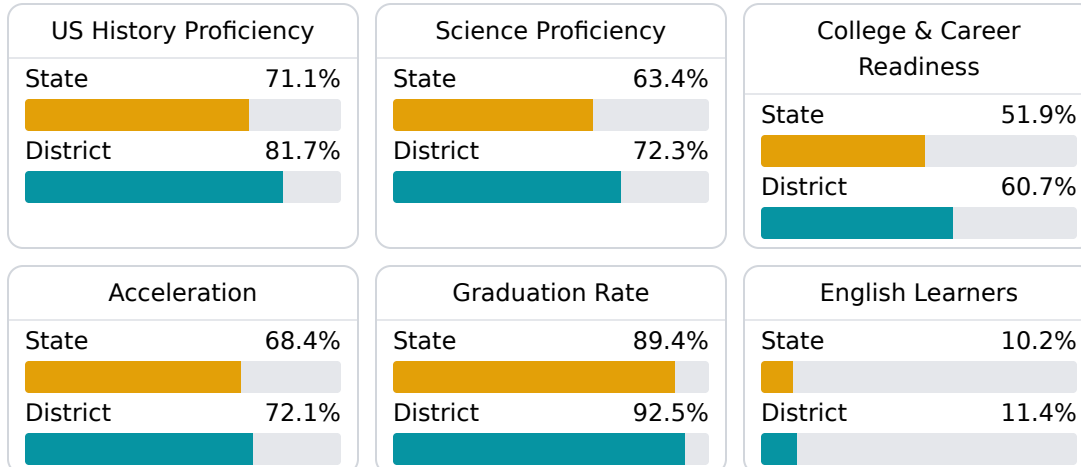 US History Proficiency
State 71.1%
District 81.7%
Science Proficiency
State 63.4%
District 72.3%
College & Career
Readiness
State 51.9%
District 60.7%
Acceleration
State 68.4%
District 72.1%
Graduation Rate
State 89.4%
District 92.5%
English Learners
State 10.2%
District 11.4%